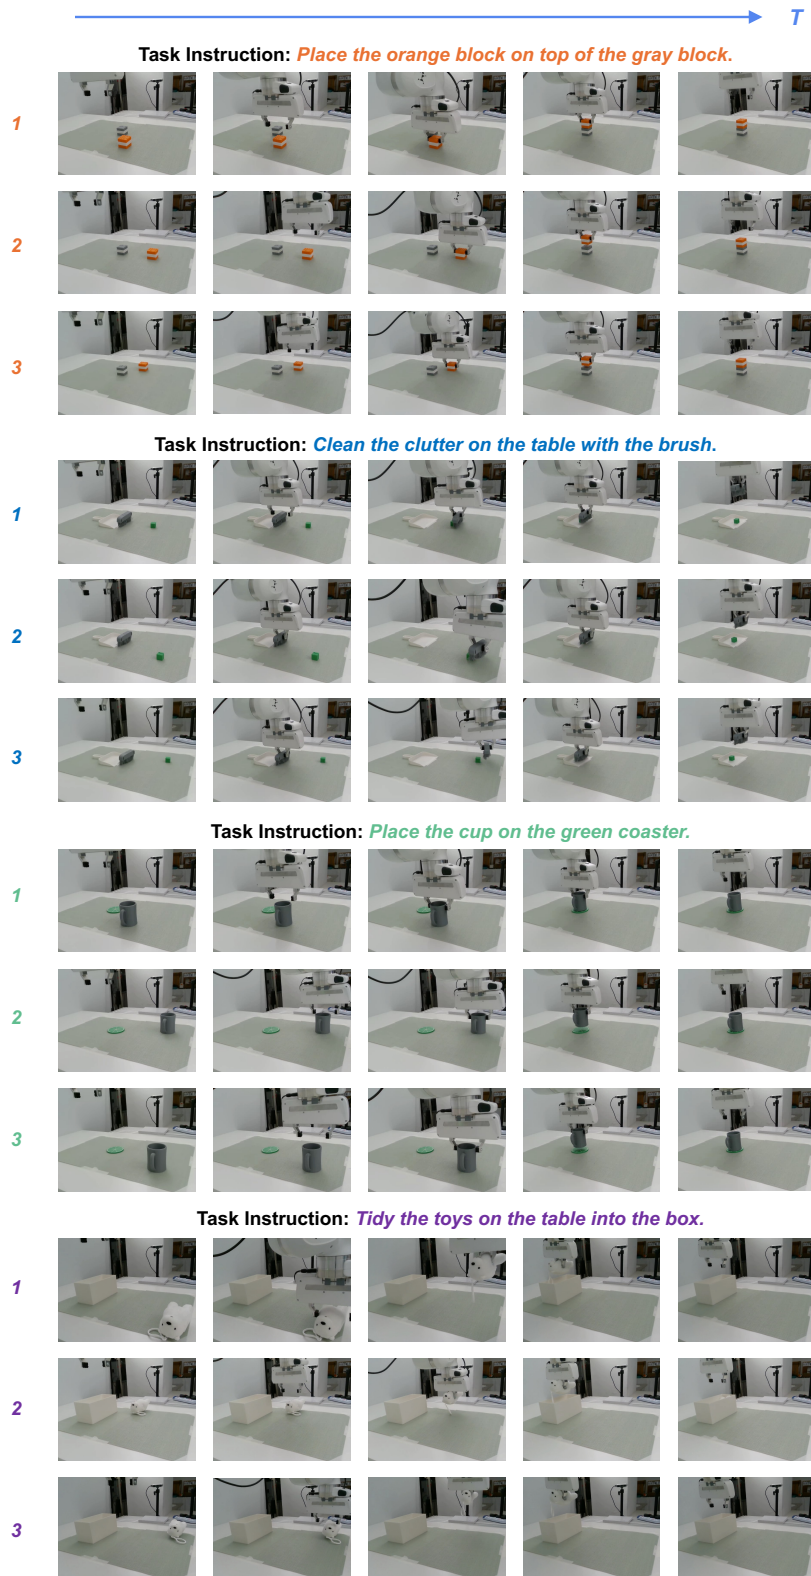 T
Task Instruction: Place the orange block on top of the gray block.
1
2
3
Task Instruction: Clean the clutter on the table with the brush.
1
2
3
Task Instruction: Place the cup on the green coaster.
1
2
3
Task Instruction: Tidy the toys on the table into the box.
1
2
3